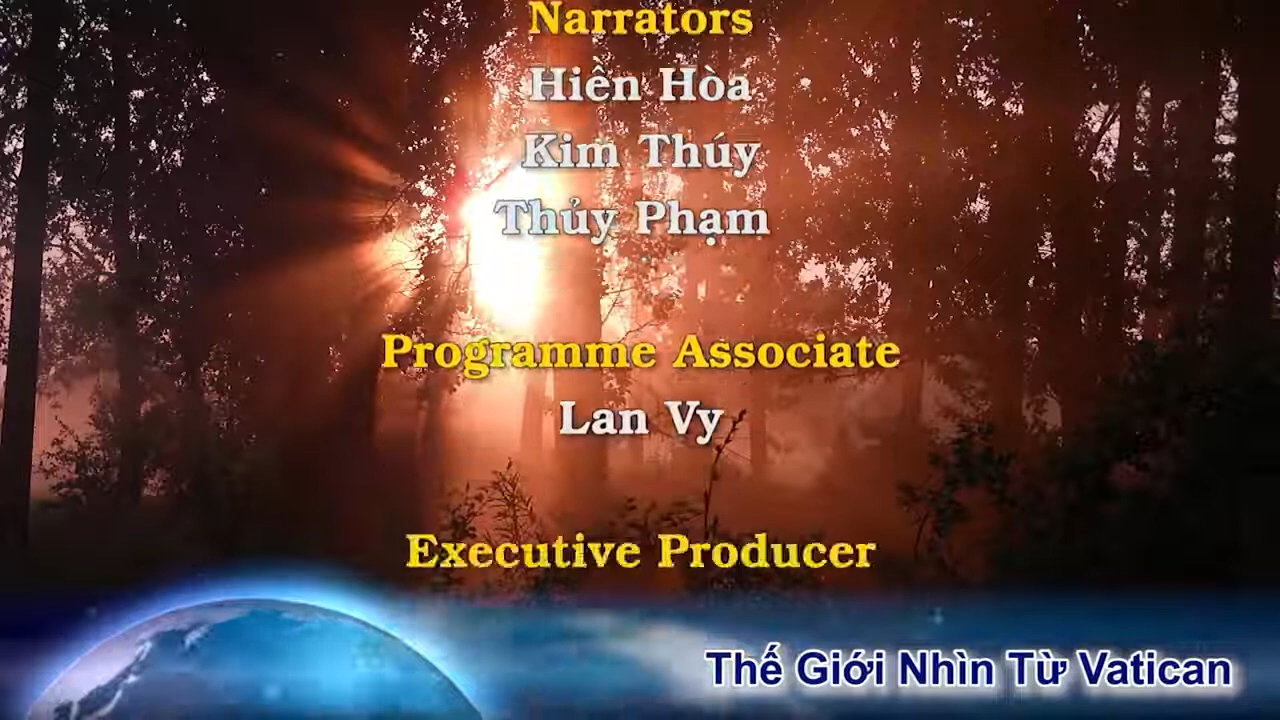 Narrators
Hiền Hòa
Kim Thúy
Thủy Phạm
Programme Associate
Lan Vy
Executive Producer
Thế Giới Nhìn Từ Vatican